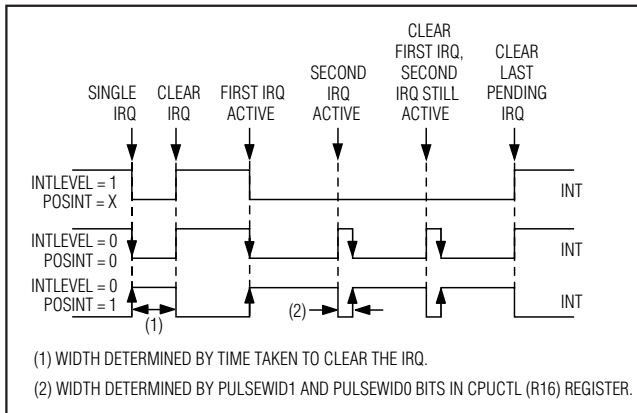 SINGLE
IRQ
CLEAR
IRQ
FIRST IRQ
ACTIVE
SECOND
IRQ
ACTIVE
CLEAR
FIRST IRQ,
SECOND
IRQ STILL
ACTIVE
CLEAR
LAST
PENDING
IRQ
INTLEVEL = 1
POSINT = X
INT
INTLEVEL = 0
POSINT = 0
INT
INTLEVEL = 0
POSINT = 1
INT
(1)
(2)
(1) WIDTH DETERMINED BY TIME TAKEN TO CLEAR THE IRQ.
(2) WIDTH DETERMINED BY PULSEWID1 AND PULSEWID0 BITS IN CPUCTL (R16) REGISTER.